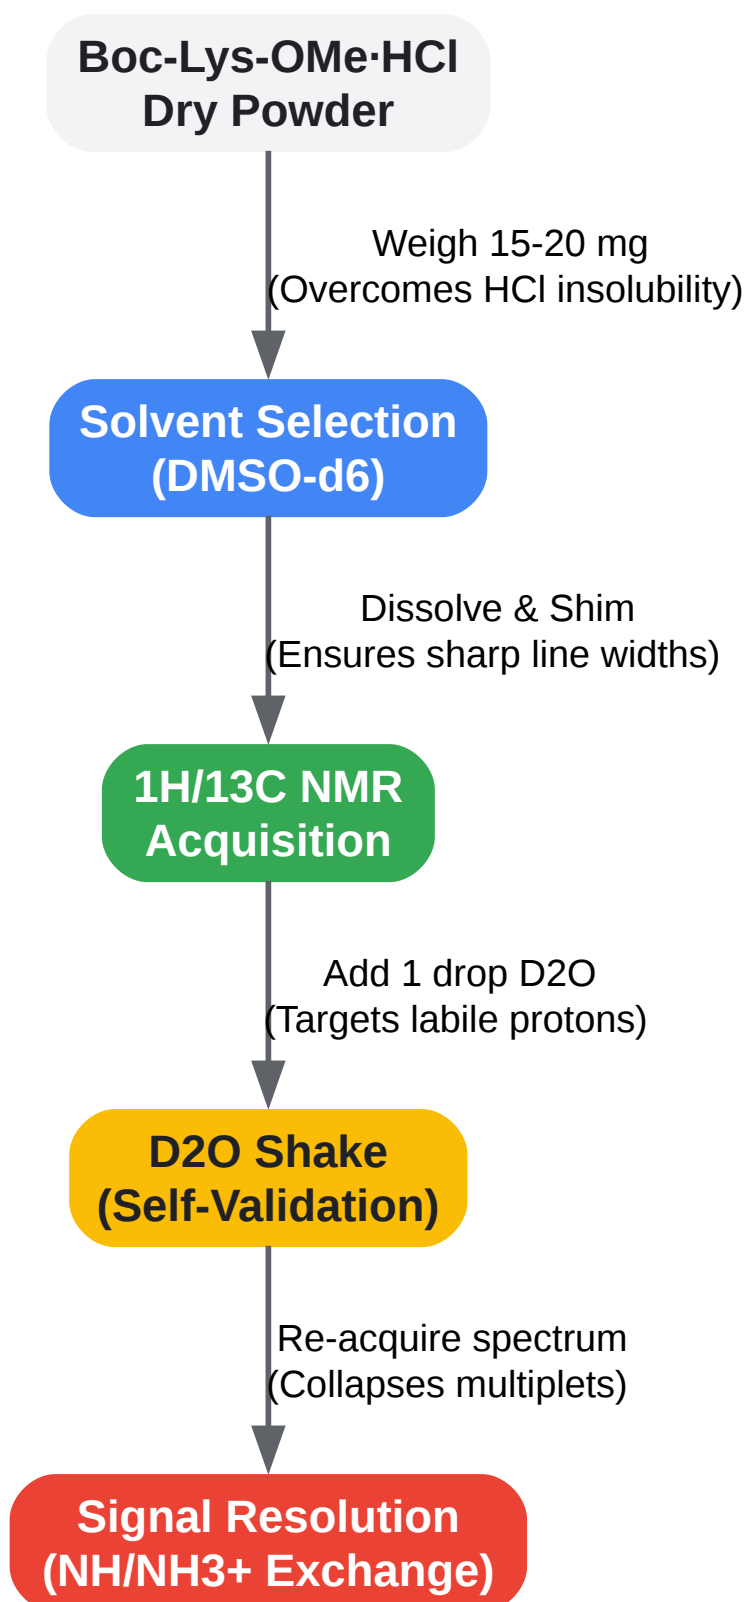 Boc-Lys-OMe·HCl
Dry Powder
Weigh 15-20 mg
(Overcomes HCl insolubility)
Solvent Selection
(DMSO-d6)
Dissolve & Shim
(Ensures sharp line widths)
1H/13C NMR
Acquisition
Add 1 drop D2O
(Targets labile protons)
D2O Shake
(Self-Validation)
Re-acquire spectrum
(Collapses multiplets)
Signal Resolution
(NH/NH3+ Exchange)